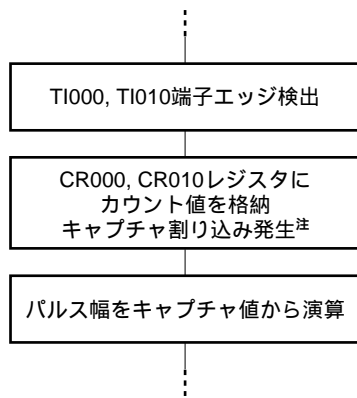 TI000, TI010端子エッジ検出
CR000, CR010レジスタに
カウント値を格納
キャプチャ割り込み発生注
パルス幅をキャプチャ値から演算